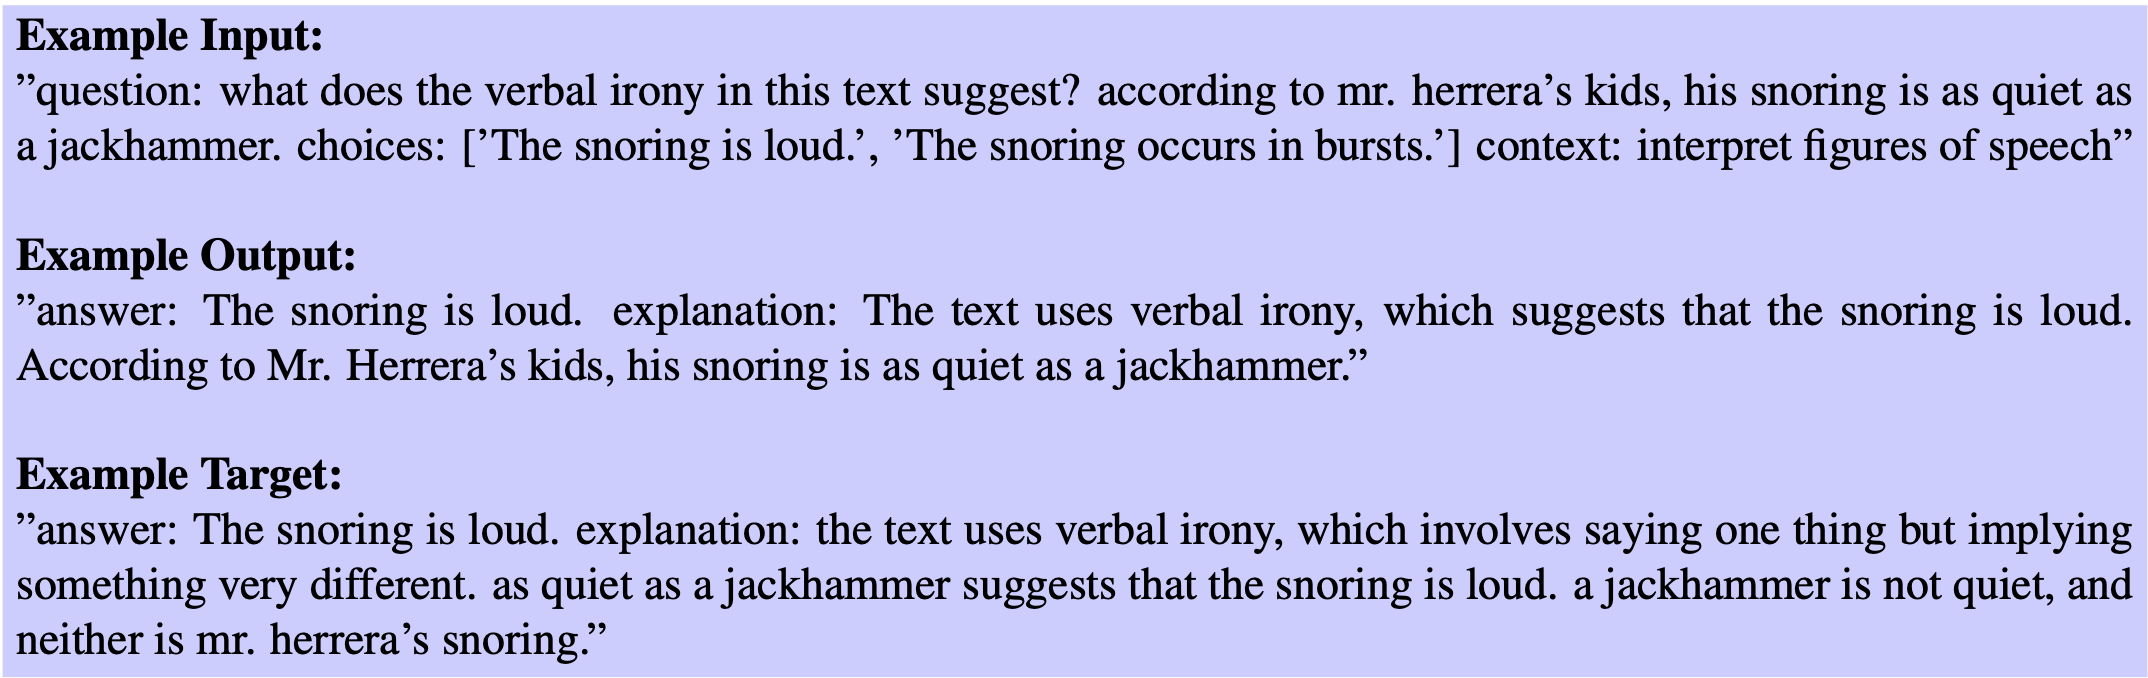 Example Input:
”question: what does the verbal irony in this text suggest? according to mr. herrera’s kids, his snoring is as quiet as
a jackhammer. choices: [’The snoring is loud.’, ’The snoring occurs in bursts.’] context: interpret figures of speech”
Example Output:
”answer: The snoring is loud. explanation: The text uses verbal irony, which suggests that the snoring is loud.
According to Mr. Herrera’s kids, his snoring is as quiet as a jackhammer.”
Example Target:
”answer: The snoring is loud. explanation: the text uses verbal irony, which involves saying one thing but implying
something very different. as quiet as a jackhammer suggests that the snoring is loud. a jackhammer is not quiet, and
neither is mr. herrera’s snoring.”